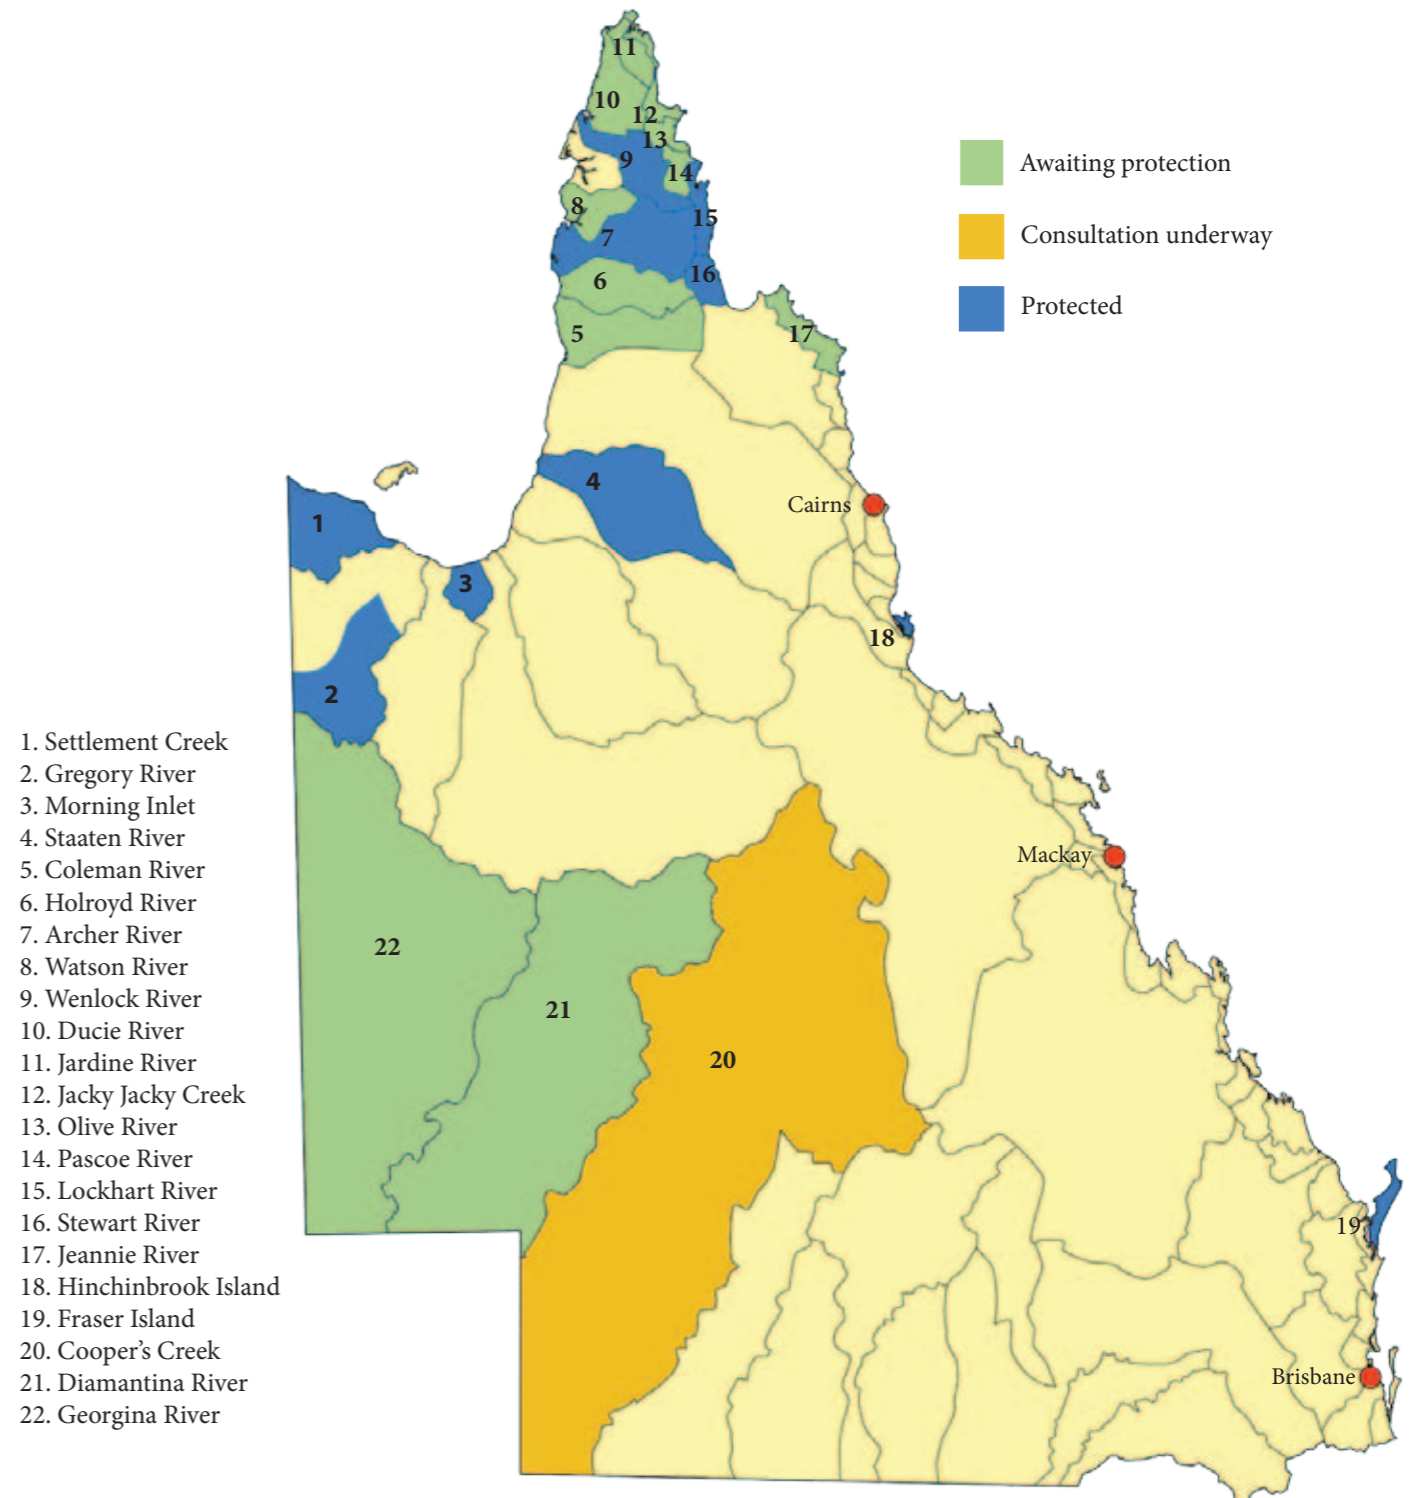 11
10
12
13
9
14
8
15
7
16
6
5
17
4
1
3
2
18
22
21
20
19
Cairns
Mackay
Brisbane
Awaiting protection
Consultation underway
Protected
1. Settlement Creek
2. Gregory River
3. Morning Inlet
4. Staaten River
5. Coleman River
6. Holroyd River
7. Archer River
8. Watson River
9. Wenlock River
10. Ducie River
11. Jardine River
12. Jacky Jacky Creek
13. Olive River
14. Pascoe River
15. Lockhart River
16. Stewart River
17. Jeannie River
18. Hinchinbrook Island
19. Fraser Island
20. Cooper's Creek
21. Diamantina River
22. Georgina River